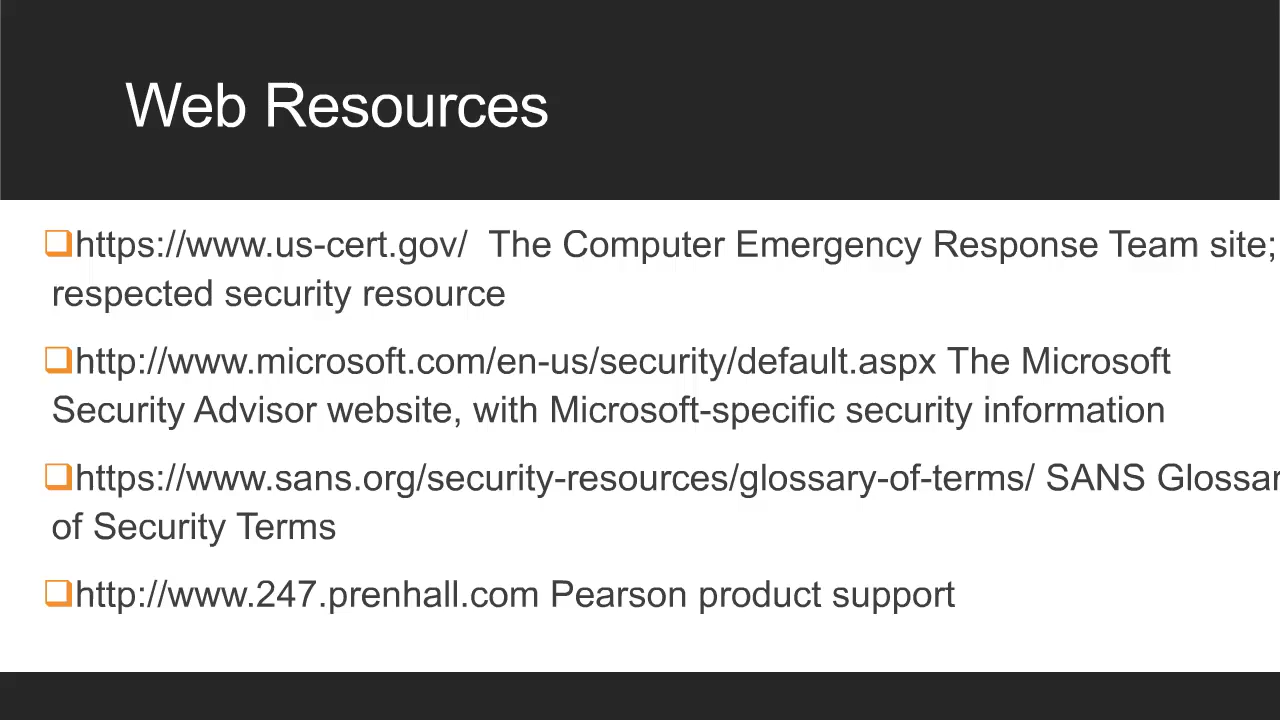 Web Resources
https://www.us-cert.gov/  The Computer Emergency Response Team site;
respected security resource
http://www.microsoft.com/en-us/security/default.aspx The Microsoft
Security Advisor website, with Microsoft-specific security information
https://www.sans.org/security-resources/glossary-of-terms/ SANS Glossar
of Security Terms
http://www.247.prenhall.com Pearson product support